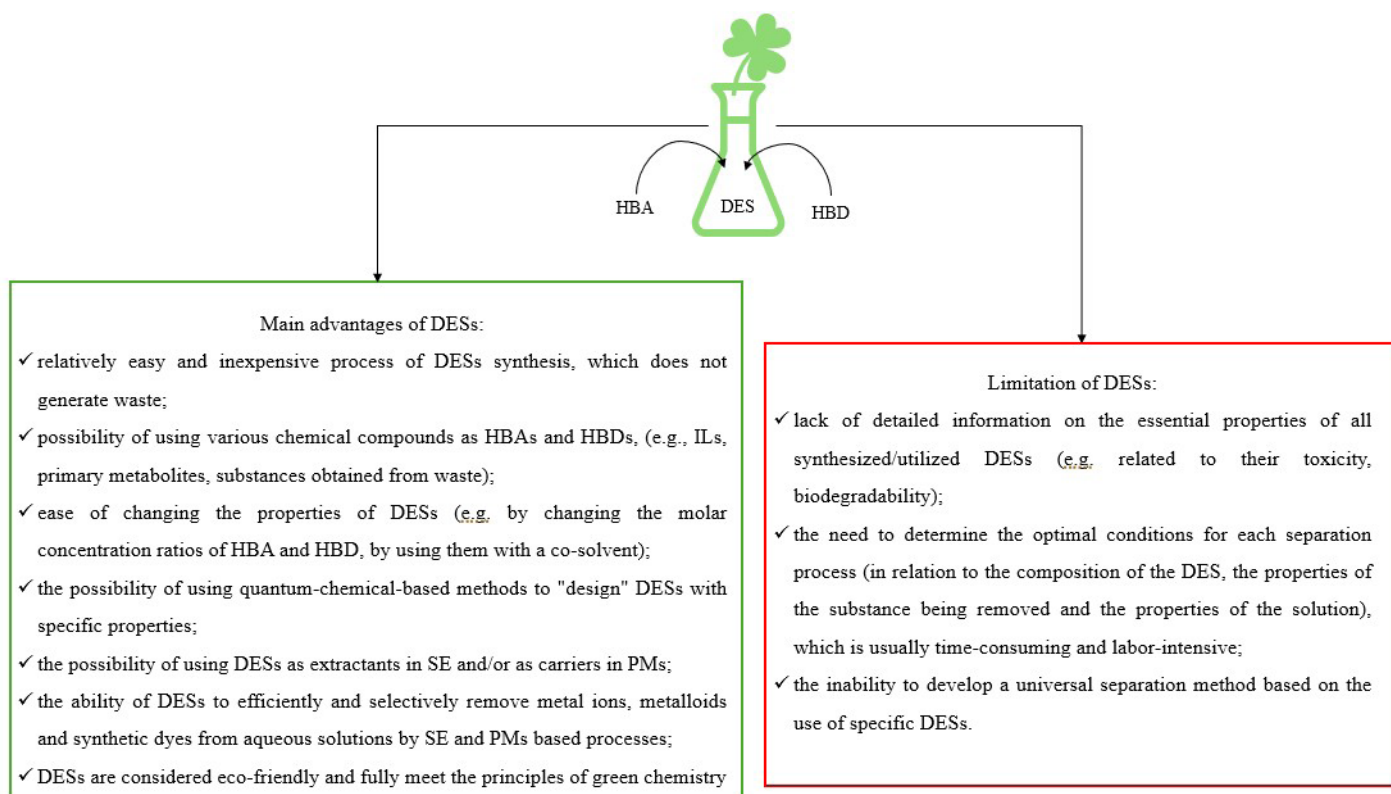 HBA
DES
HBD
Main advantages of DESs:
✓ relatively easy and inexpensive process of DESs synthesis, which does not
generate waste;
✓ possibility of using various chemical compounds as HBAs and HBDs, (e.g., ILs,
primary metabolites, substances obtained from waste);
✓ ease of changing the properties of DESs (e.g. by changing the molar
concentration ratios of HBA and HBD, by using them with a co-solvent);
✓ the possibility of using quantum-chemical-based methods to "design" DESs with
specific properties;
✓ the possibility of using DESs as extractants in SE and/or as carriers in PMs;
✓ the ability of DESs to efficiently and selectively remove metal ions, metalloids
and synthetic dyes from aqueous solutions by SE and PMs based processes;
✓ DESs are considered eco-friendly and fully meet the principles of green chemistry
Limitation of DESs:
✓ lack of detailed information on the essential properties of all
synthesized/utilized DESs (e.g. related to their toxicity,
biodegradability);
✓ the need to determine the optimal conditions for each separation
process (in relation to the composition of the DES, the properties of
the substance being removed and the properties of the solution),
which is usually time-consuming and labor-intensive;
✓ the inability to develop a universal separation method based on the
use of specific DESs.